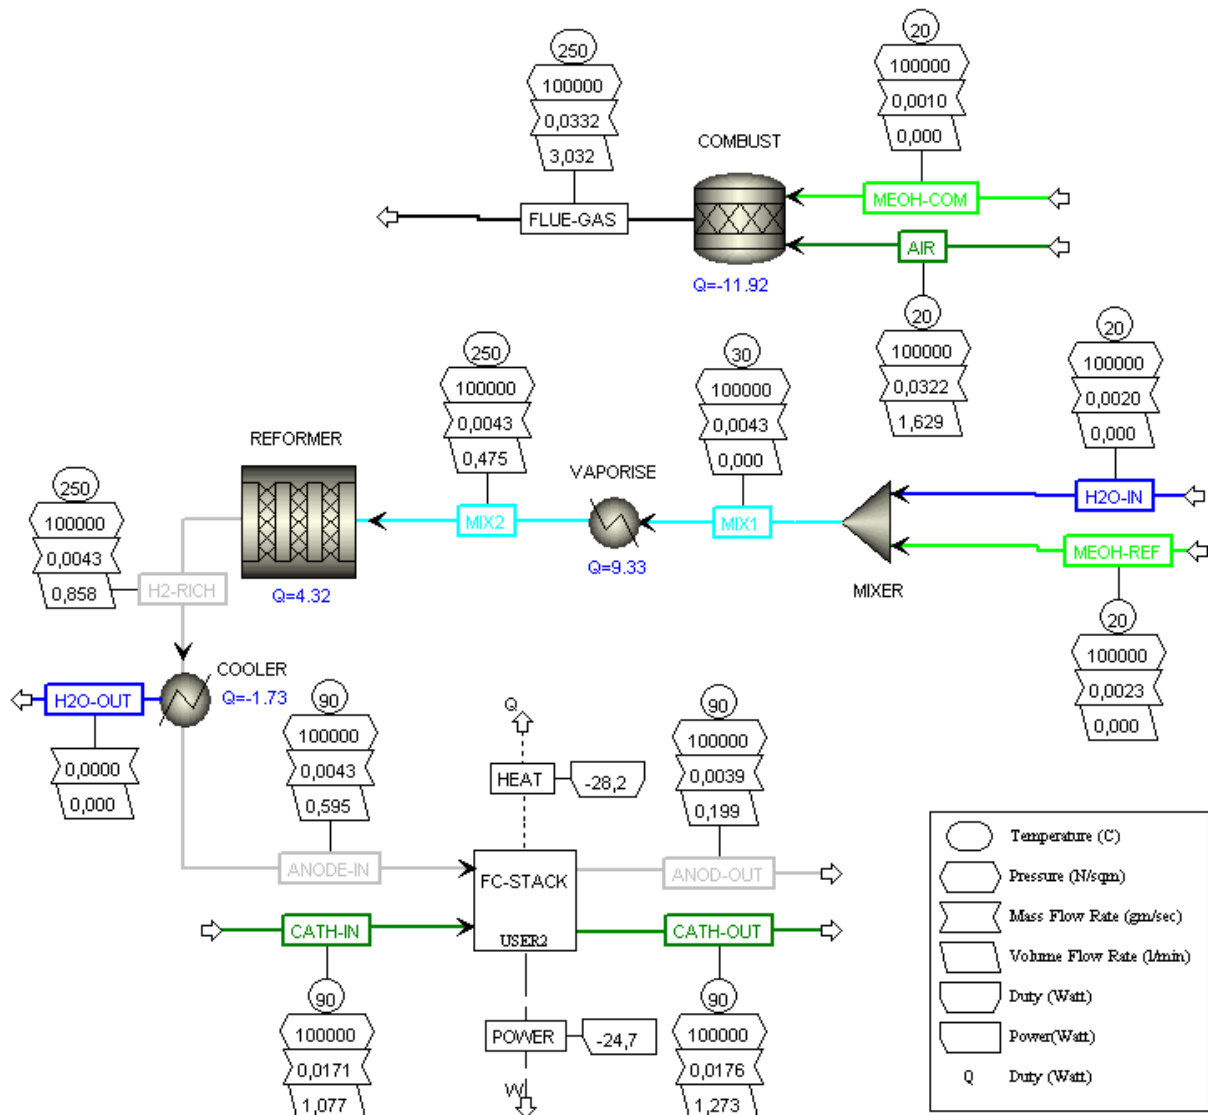 20
100000
0,0010
0,000
250
100000
0,0332
3,032
COMBUST
MEOH-COM
FLUE-GAS
AIR
Q=-11.92
20
100000
0,0322
1,629
20
100000
0,0020
0,000
250
100000
0,0043
0,475
30
100000
0,0043
0,000
REFORMER
VAPORISE
H2O-IN
MIX2
MIX1
MEOH-REF
250
100000
0,0043
0,858
H2-RICH
Q=4.32
Q=9.33
MIXER
20
100000
0,0023
0,000
COOLER
Q=-1.73
H2O-OUT
0,0000
0,000
90
100000
0,0043
0,595
Q
HEAT
-28,2
90
100000
0,0039
0,199
ANODE-IN
FC-STACK
ANOD-OUT
CATH-IN
USER2
CATH-OUT
90
100000
0,0171
1,077
POWER
-24,7
W
90
100000
0,0176
1,273
Temperature (C)
Pressure (N/sqm)
Mass Flow Rate (gm/sec)
Volume Flow Rate (l/min)
Duty (Watt)
Power(Watt)
Q Duty (Watt)